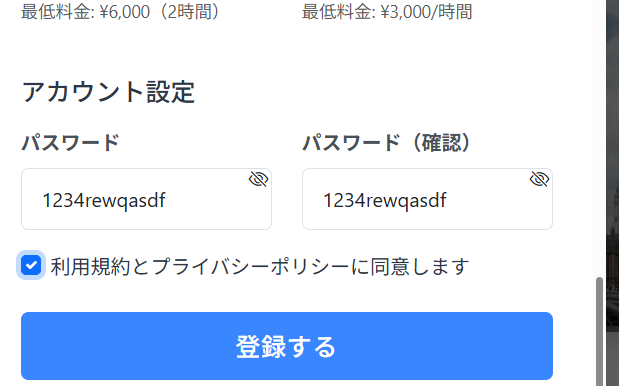 最低料金: ¥6,000（2時間） 最低料金: ¥3,000/時間
アカウント設定
パスワード パスワード（確認）
1234rewqasdf 1234rewqasdf
利用規約とプライバシーポリシーに同意します
登録する